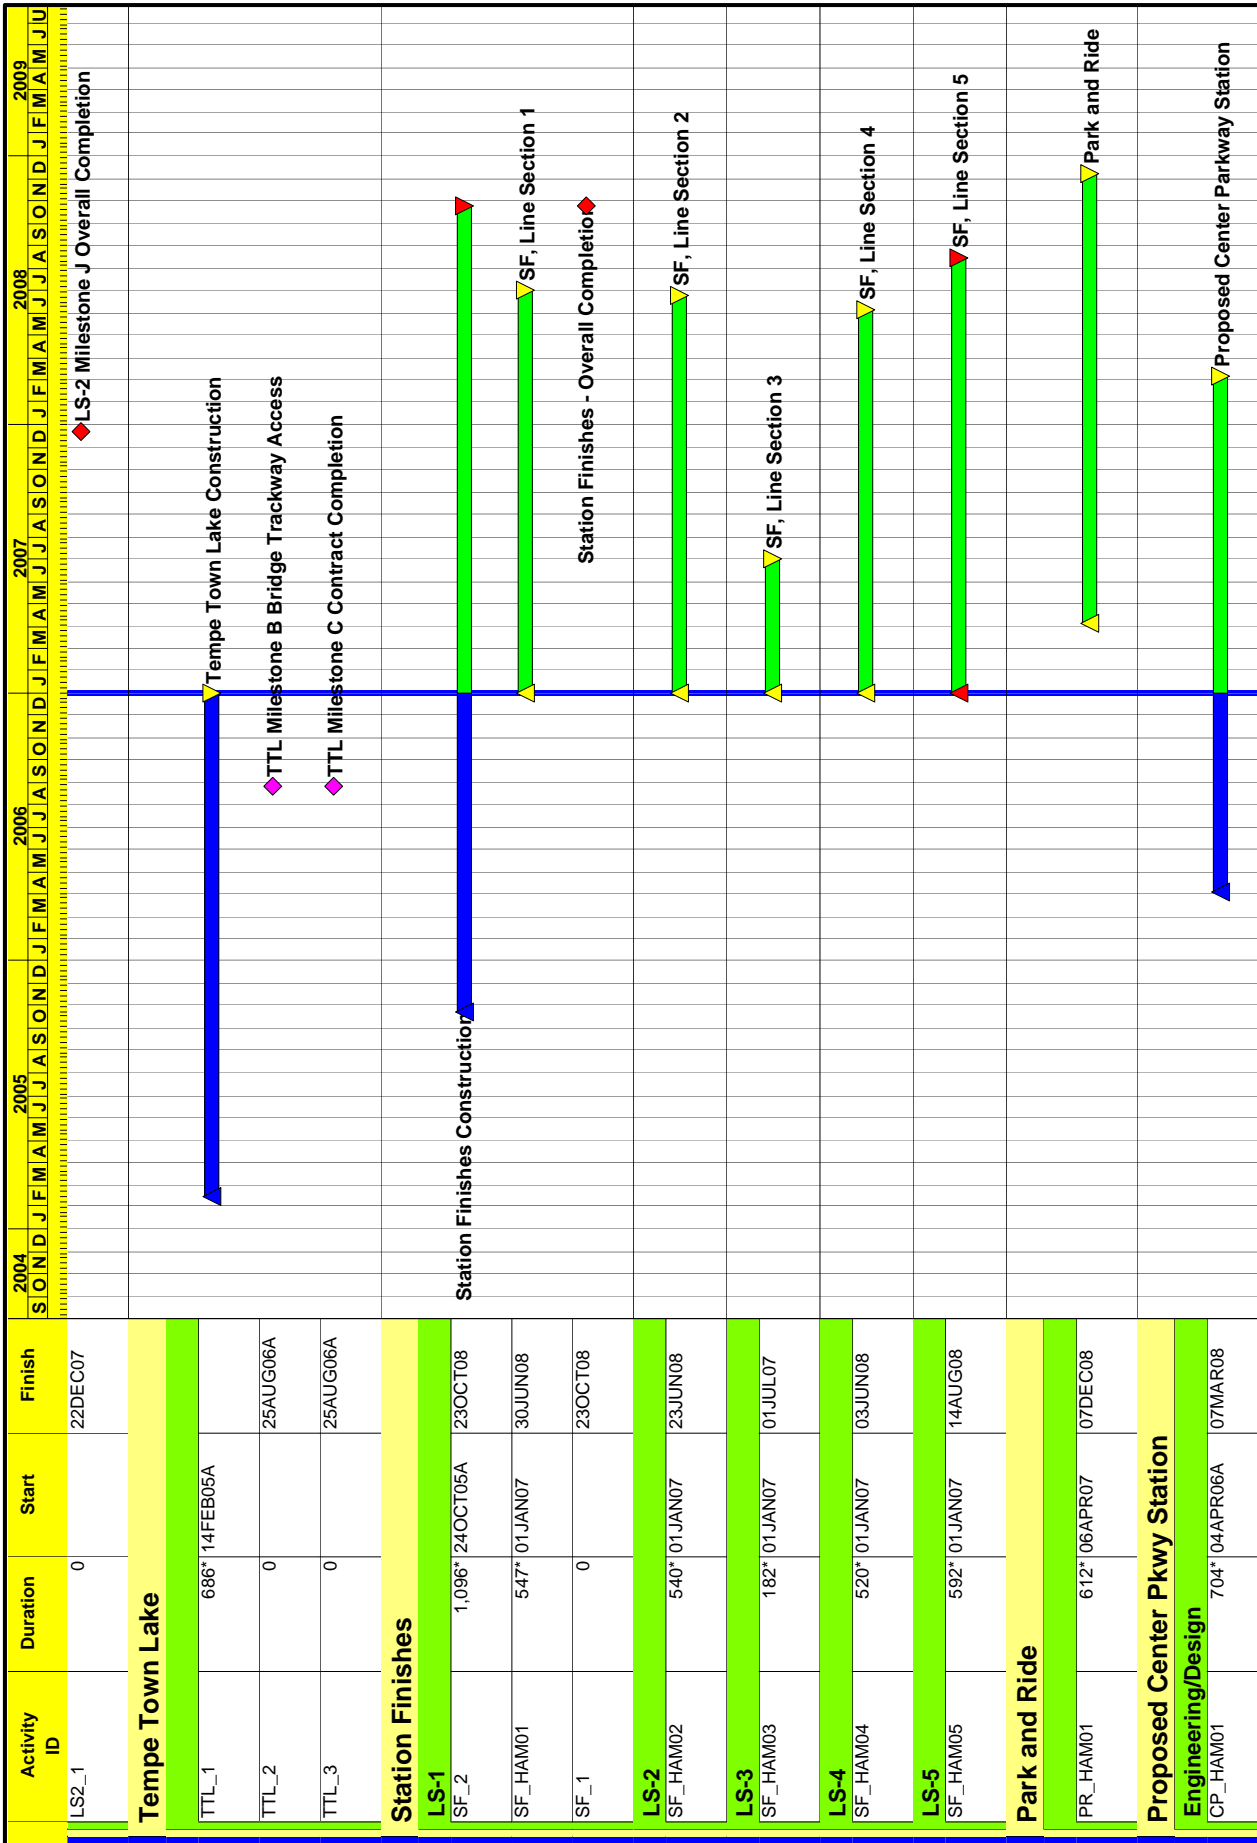 Activity ID Duration Start Finish
2004 2005 2006 2007 2008 2009
S O N D J F M A M J J A S O N D J F M A M J J A S O N D J F M A M J J A S O N D J F M A M J J A S O N D J F M A M J U
LS2_1 0 22DEC07 LS-2 Milestone J Overall Completion
Tempe Town Lake
TTL_1 686* 14FEB05A Tempe Town Lake Construction
TTL_2 0 25AUG06A TTL Milestone B Bridge Trackway Access
TTL_3 0 25AUG06A TTL Milestone C Contract Completion
Station Finishes
LS-1
SF_2 1,096* 24OCT05A 23OCT08 Station Finishes Construction
SF_HAM01 547* 01JAN07 30JUN08 SF, Line Section 1
SF_1 0 23OCT08 Station Finishes - Overall Completion
LS-2
SF_HAM02 540* 01JAN07 23JUN08 SF, Line Section 2
LS-3
SF_HAM03 182* 01JAN07 01JUL07 SF, Line Section 3
LS-4
SF_HAM04 520* 01JAN07 03JUN08 SF, Line Section 4
LS-5
SF_HAM05 592* 01JAN07 14AUG08 SF, Line Section 5
Park and Ride
PR_HAM01 612* 06APR07 07DEC08 Park and Ride
Proposed Center Pkwy Station
Engineering/Design
CP_HAM01 704* 04APR06A 07MAR08 Proposed Center Parkway Station